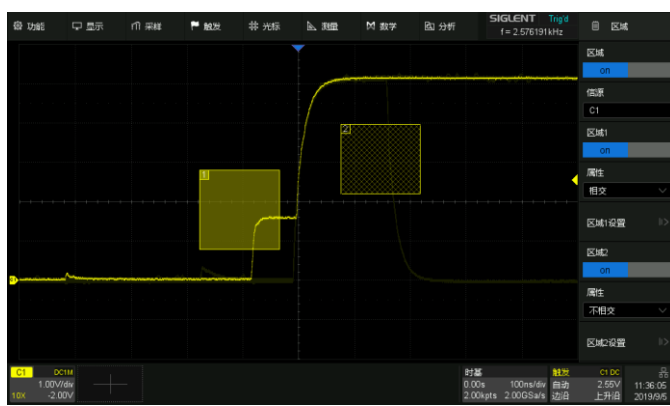 功能 显示 采样 触发 光标 测量 数学 分析 SIGLENT Trig'd 区域
f = 2.576191kHz
区域
on
信源
C1
区域1
on
属性
相交
区域1设置
区域2
on
属性
不相交
区域2设置
1
2
C1 DC1M
1.00V/div
10X -2.00V
时基
0.00s 100ns/div
2.00kpts 2.00GSa/s
触发 C1 DC
自动 2.55V
边沿 上升沿
11:36:05
2019/9/5